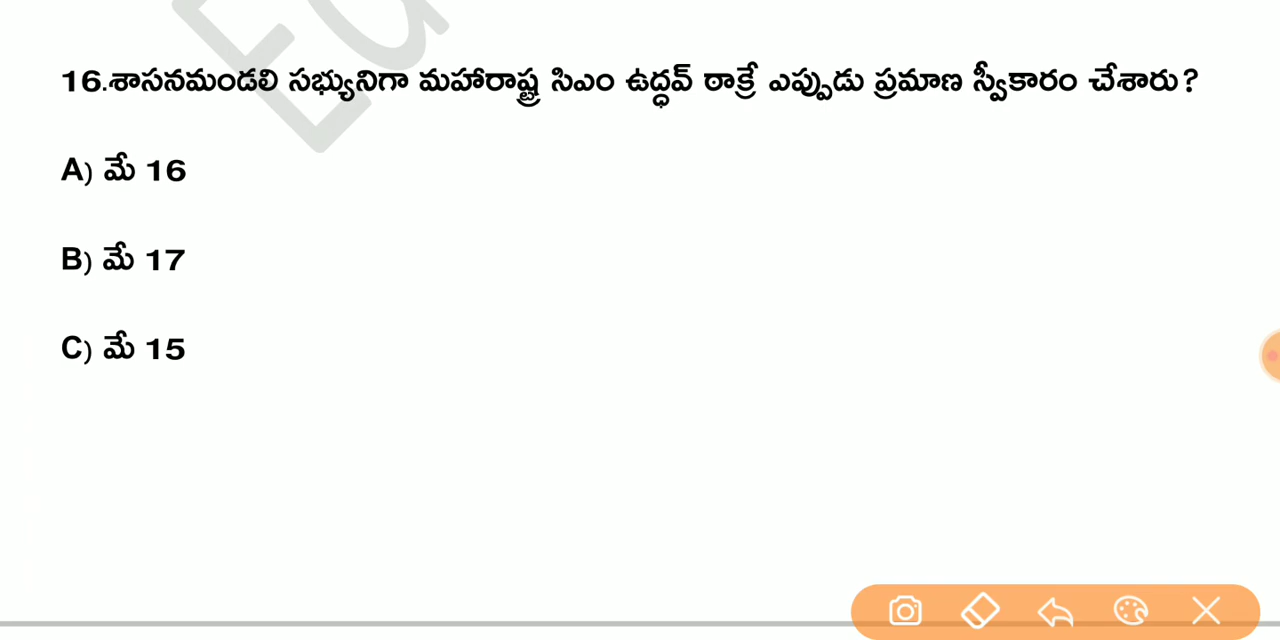 16.శాసనమండలి సభ్యునిగా మహారాష్ట్ర సిఎం ఉద్ధవ్ ఠాక్రే ఎప్పుడు ప్రమాణ స్వీకారం చేశారు?
A) మే 16
B) మే 17
C) మే 15